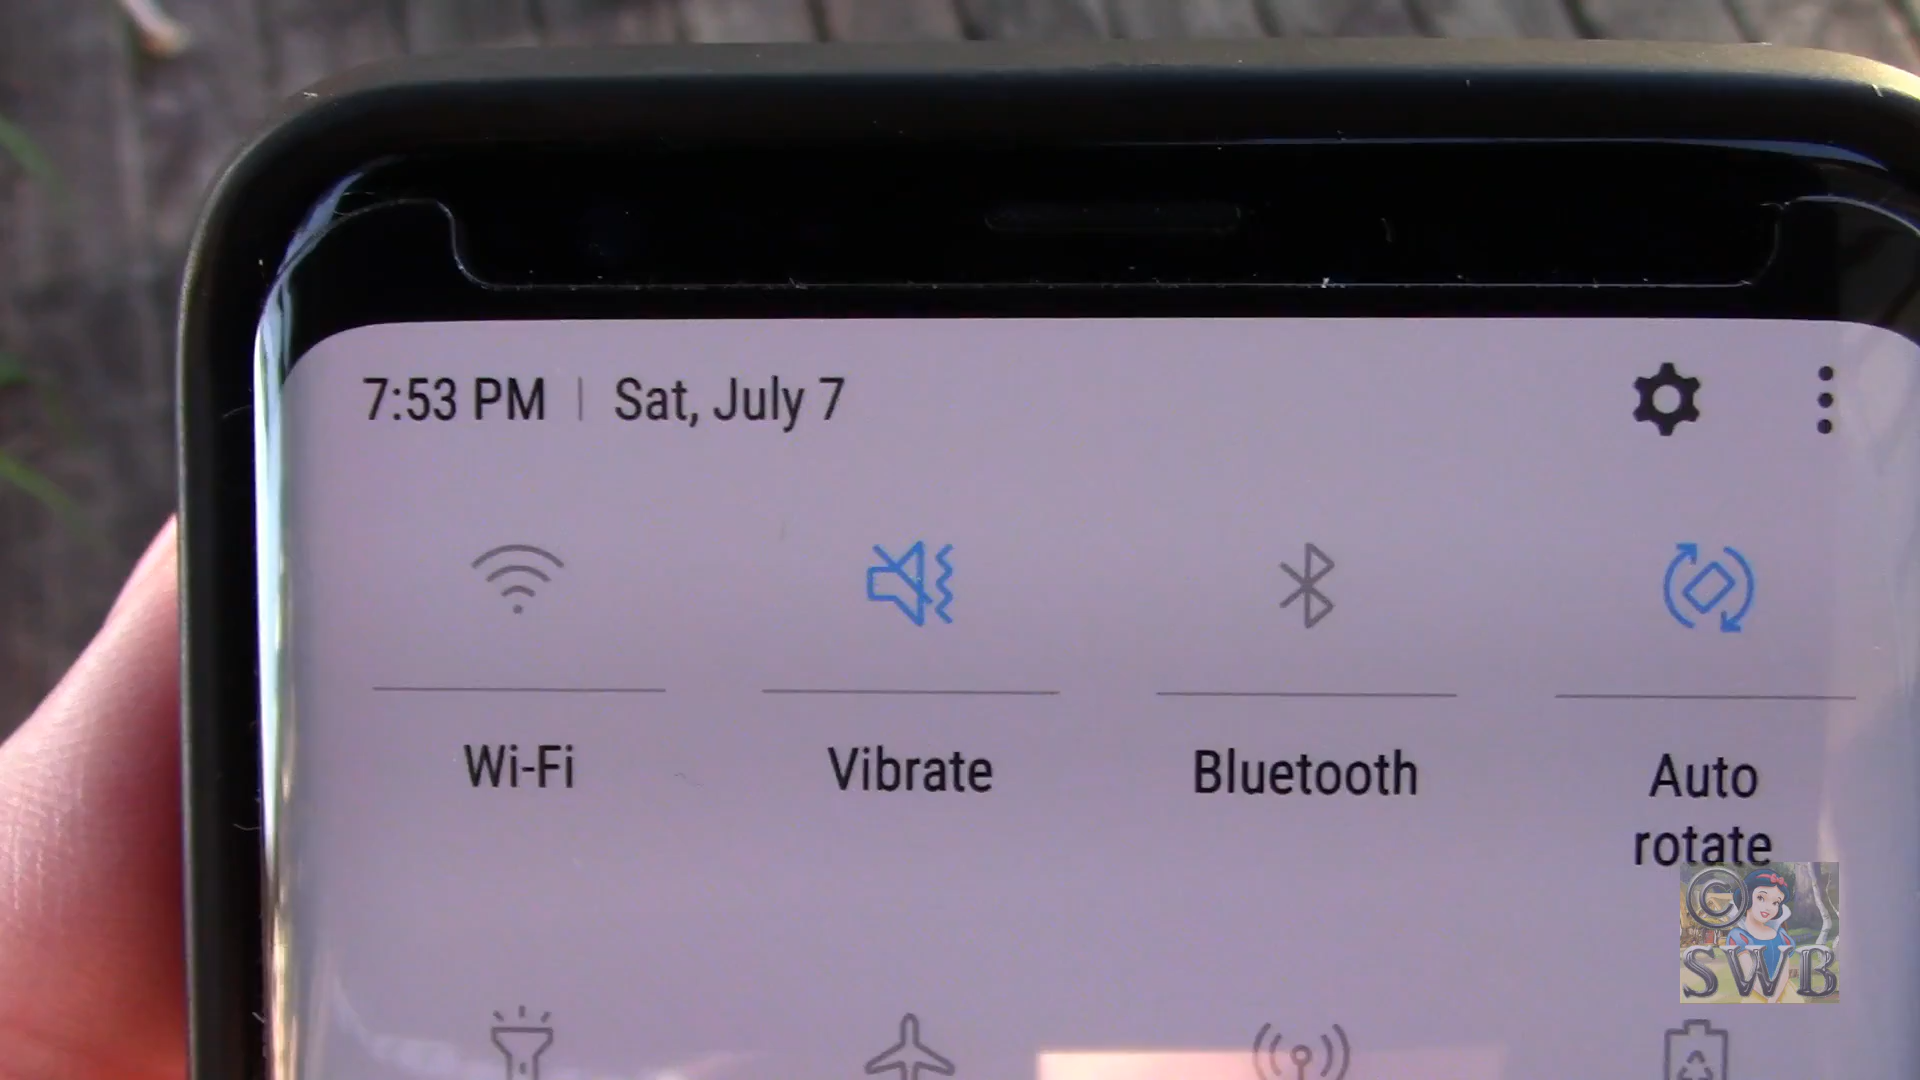 7:53 PM | Sat, July 7
Wi-Fi
Vibrate
Bluetooth
Auto
rotate
©
SWB